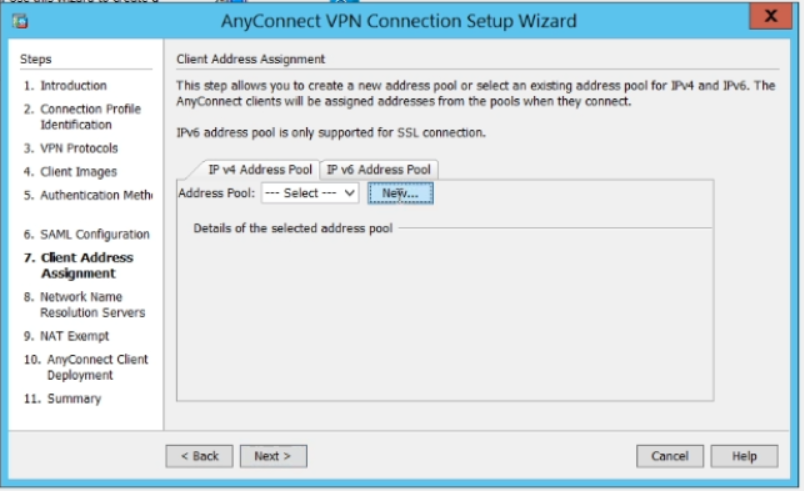 AnyConnect VPN Connection Setup Wizard
X
Steps
1. Introduction
2. Connection Profile
Identification
3. VPN Protocols
4. Client Images
5. Authentication Meth
6. SAML Configuration
7. Client Address
Assignment
8. Network Name
Resolution Servers
9. NAT Exempt
10. AnyConnect Client
Deployment
11. Summary
Client Address Assignment
This step allows you to create a new address pool or select an existing address pool for IPv4 and IPv6. The
AnyConnect clients will be assigned addresses from the pools when they connect.
IPv6 address pool is only supported for SSL connection.
IP v4 Address Pool IP v6 Address Pool
Address Pool: --- Select --- New...
Details of the selected address pool
< Back Next > Cancel Help